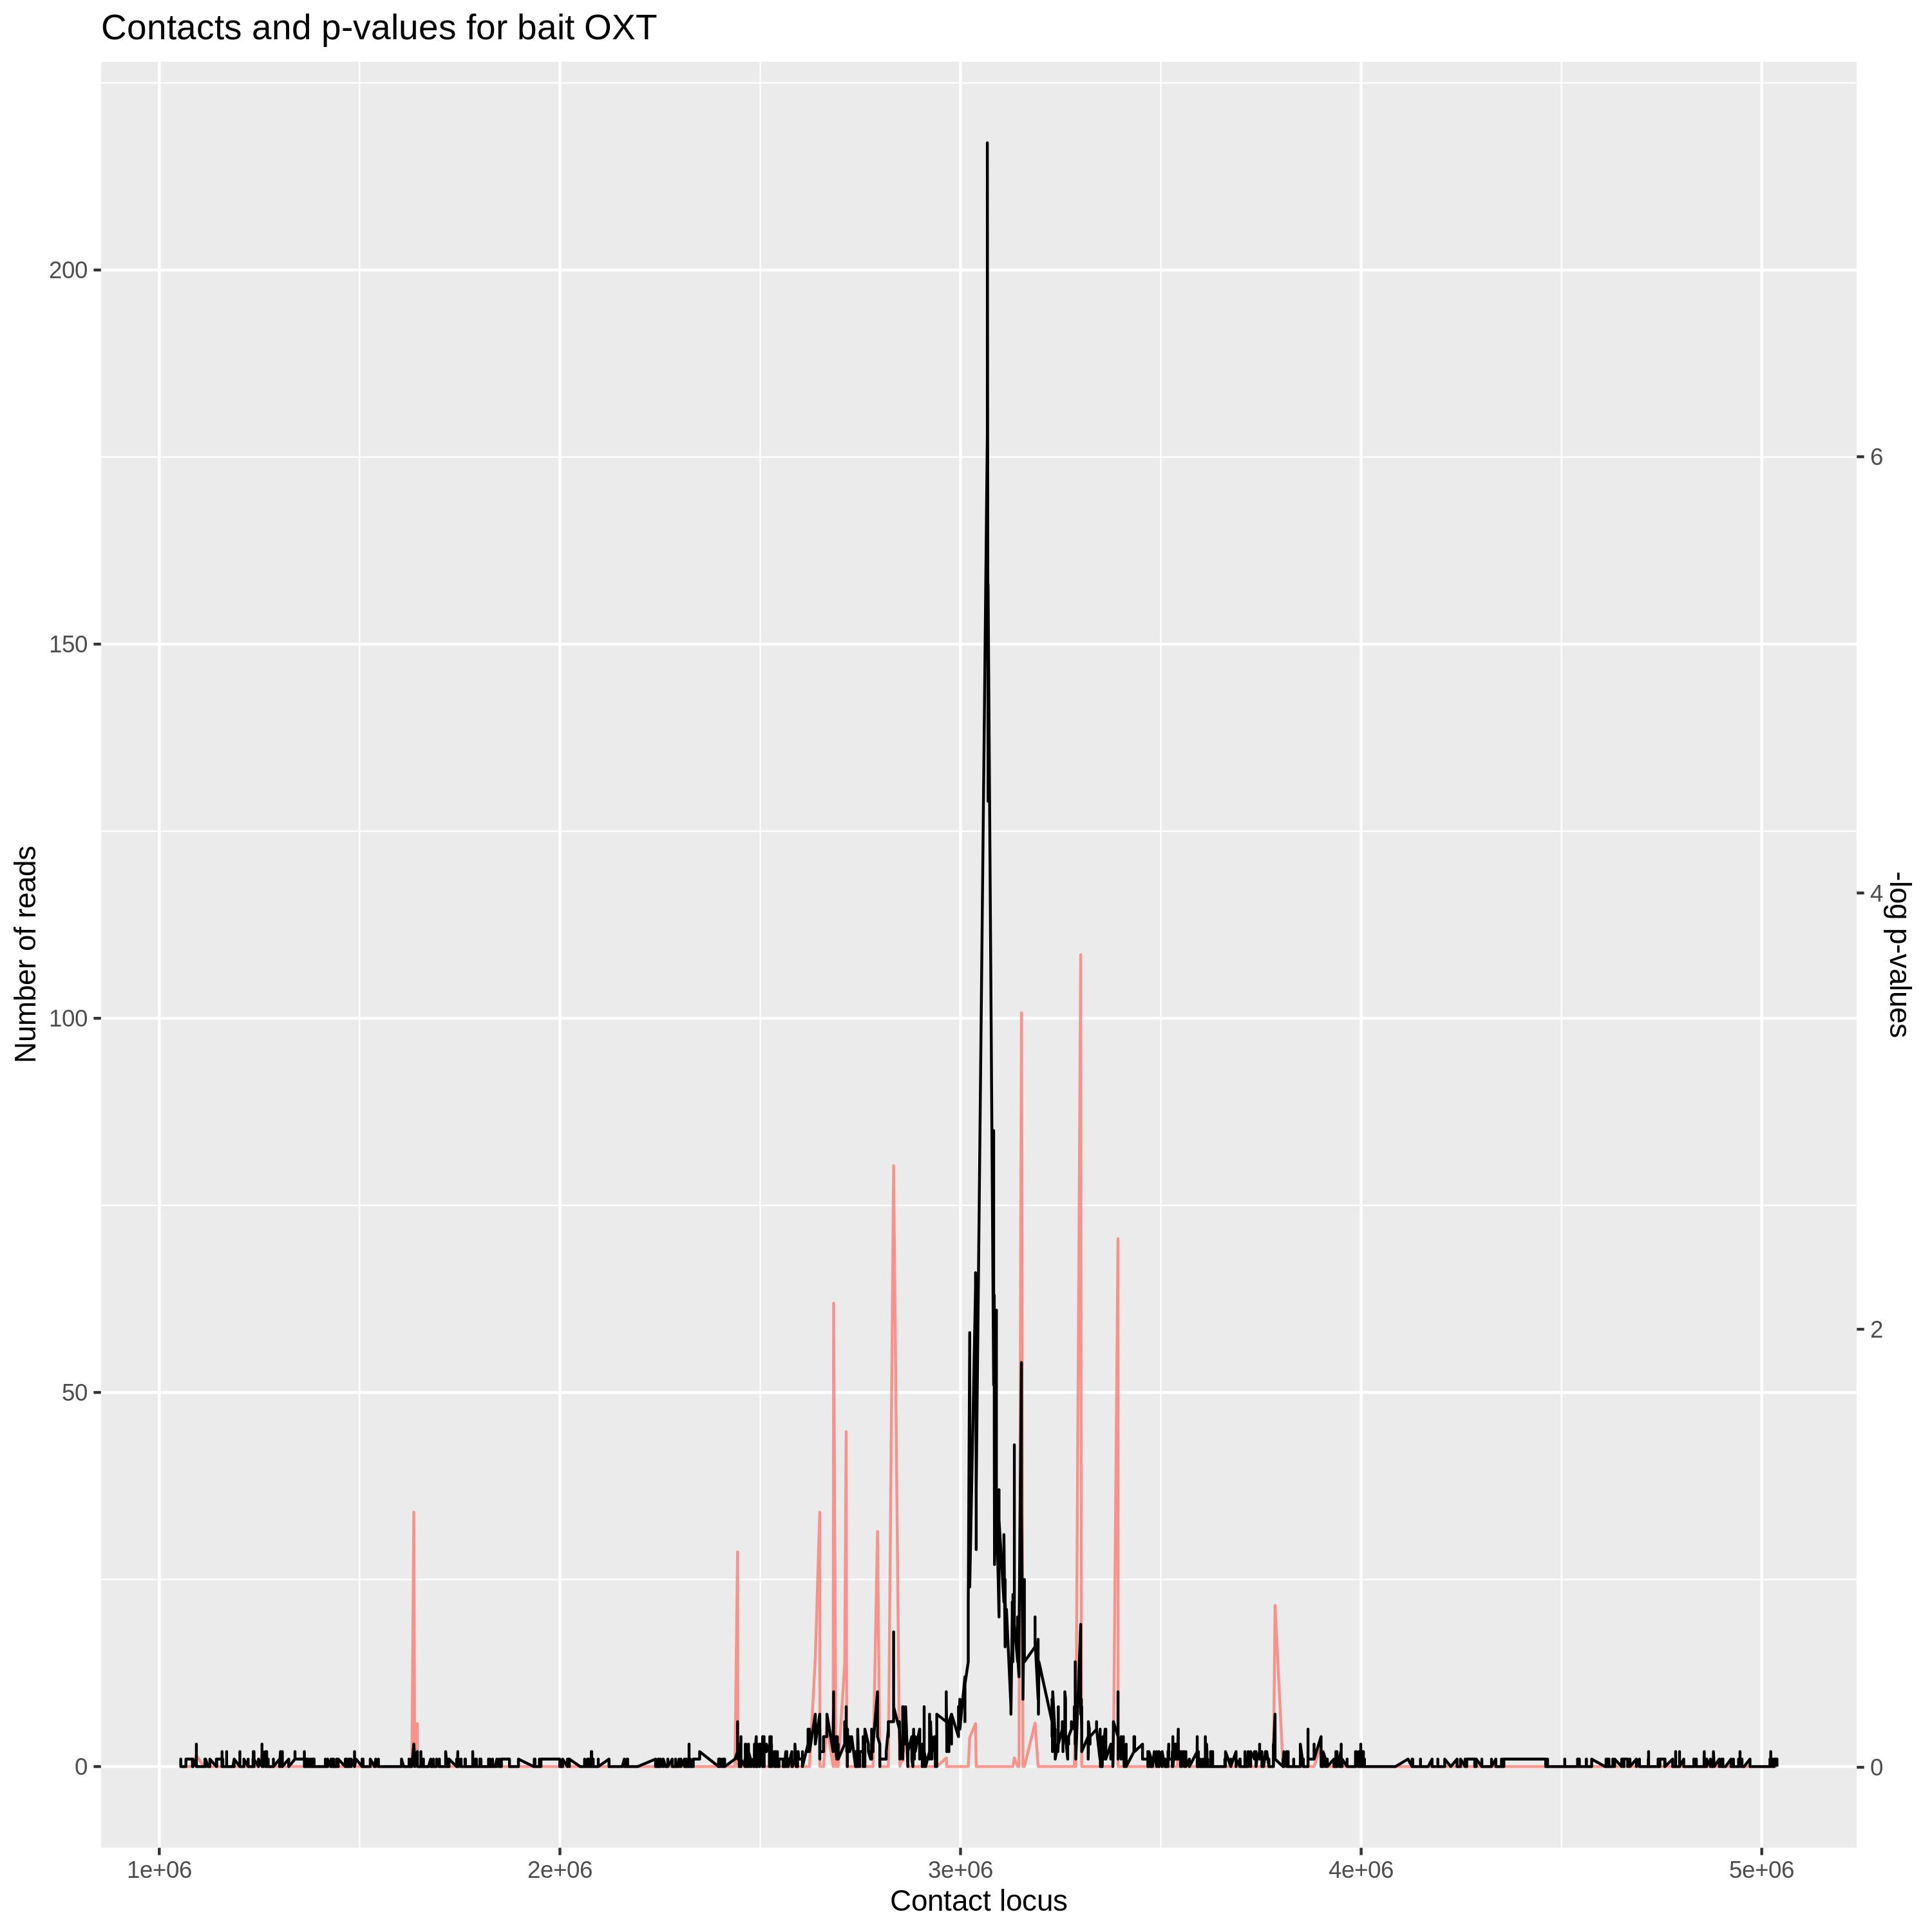 Contacts and p-values for bait OXT
200
150
100
50
0
6
4
2
0
Number of reads
-log p-values
1e+06 2e+06 3e+06 4e+06 5e+06
Contact locus